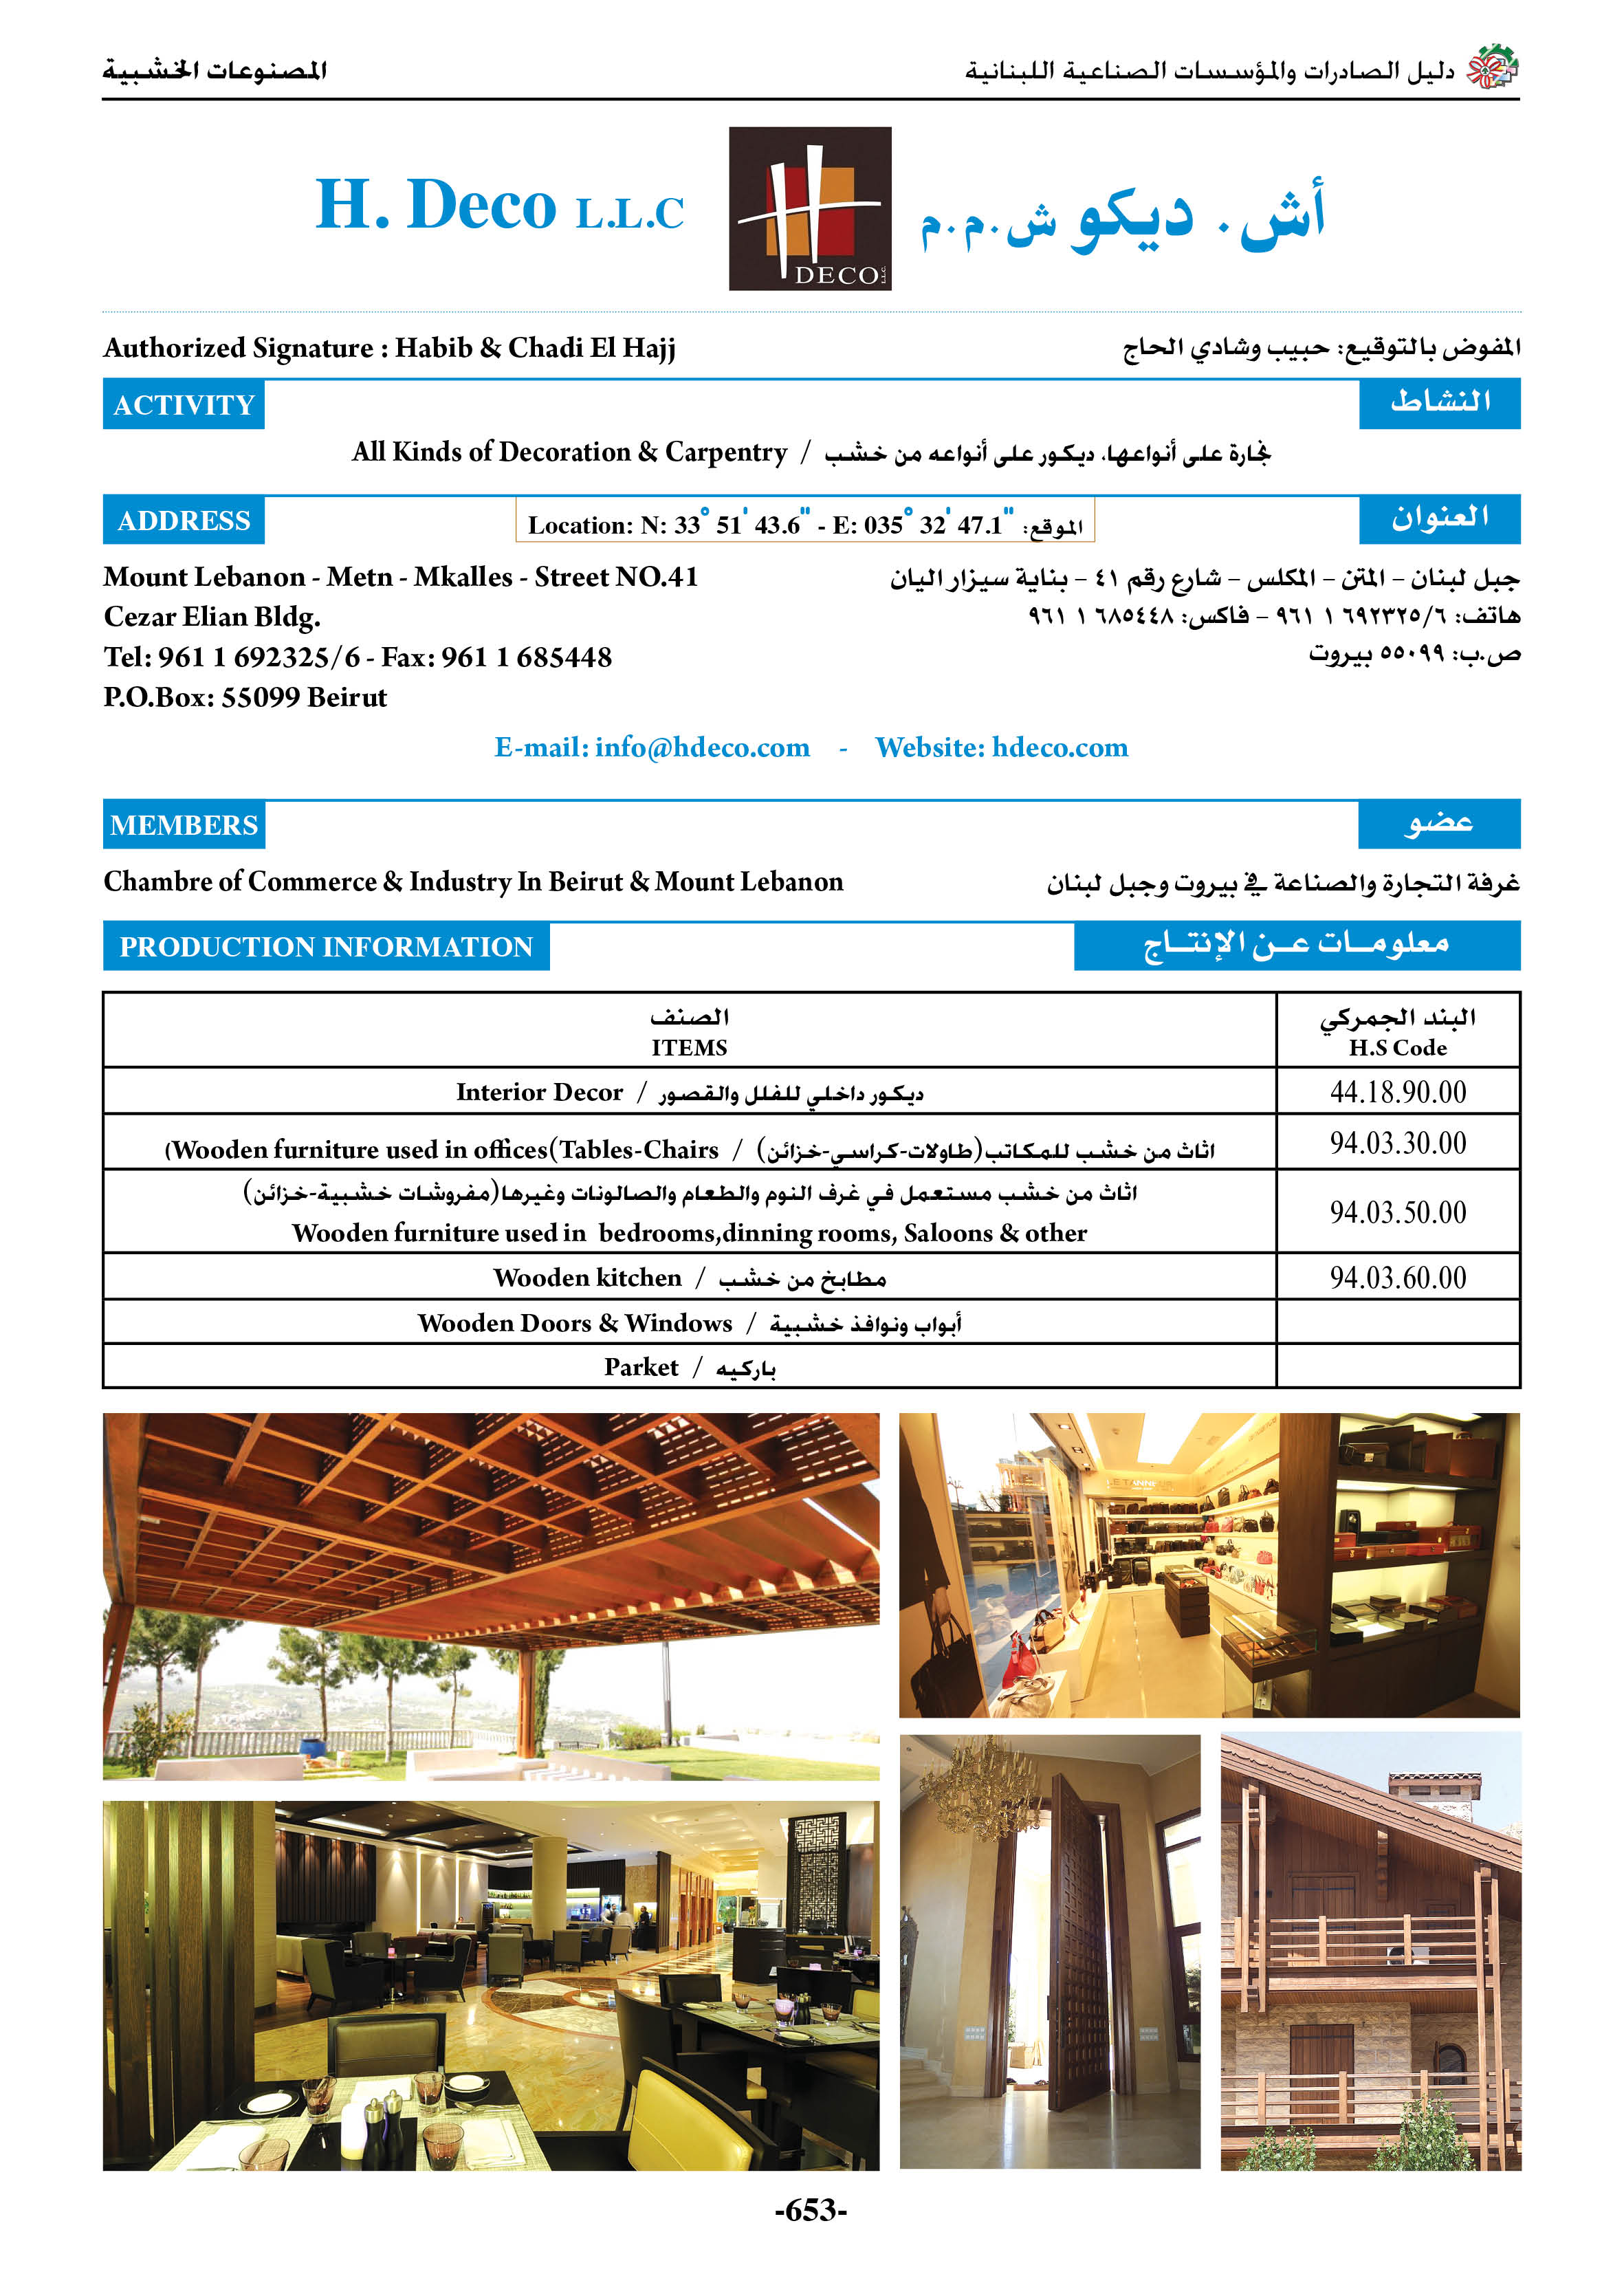 المصنوعات الخشبية
دليل الصادرات والمؤسسات الصناعية اللبنانية
H. Deco L.L.C
DECO L.L.C.
أش. ديكو ش.م.م
Authorized Signature : Habib & Chadi El Hajj
المفوض بالتوقيع: حبيب وشادي الحاج
ACTIVITY
النشاط
All Kinds of Decoration & Carpentry / نجارة على أنواعها، ديكور على أنواعه من خشب
ADDRESS
Location: N: 33° 51' 43.6" - E: 035° 32' 47.1" الموقع:
العنوان
Mount Lebanon - Metn - Mkalles - Street NO.41
Cezar Elian Bldg.
Tel: 961 1 692325/6 - Fax: 961 1 685448
P.O.Box: 55099 Beirut
جبل لبنان - المتن - المكلس - شارع رقم ٤١ - بناية سيزار اليان
هاتف: ٦٩٢٣٢٥/٦ ١ ٩٦١ - فاكس: ٦٨٥٤٤٨ ١ ٩٦١
ص.ب: ٥٥٠٩٩ بيروت
E-mail: info@hdeco.com - Website: hdeco.com
MEMBERS
عضو
Chambre of Commerce & Industry In Beirut & Mount Lebanon
غرفة التجارة والصناعة في بيروت وجبل لبنان
PRODUCTION INFORMATION
معلومـات عـن الإنتـاج
الصنف
ITEMS
البند الجمركي
H.S Code
Interior Decor / ديكور داخلي للفلل والقصور
44.18.90.00
(Wooden furniture used in offices(Tables-Chairs / اثاث من خشب للمكاتب(طاولات-كراسي-خزائن)
94.03.30.00
اثاث من خشب مستعمل في غرف النوم والطعام والصالونات وغيرها(مفروشات خشبية-خزائن)
Wooden furniture used in bedrooms,dinning rooms, Saloons & other
94.03.50.00
Wooden kitchen / مطابخ من خشب
94.03.60.00
Wooden Doors & Windows / أبواب ونوافذ خشبية
Parket / باركيه
-653-